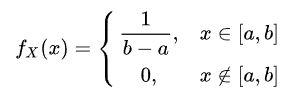 f_X(x) = { 1/(b − a), x ∈ [a, b]
0, x ∉ [a, b]